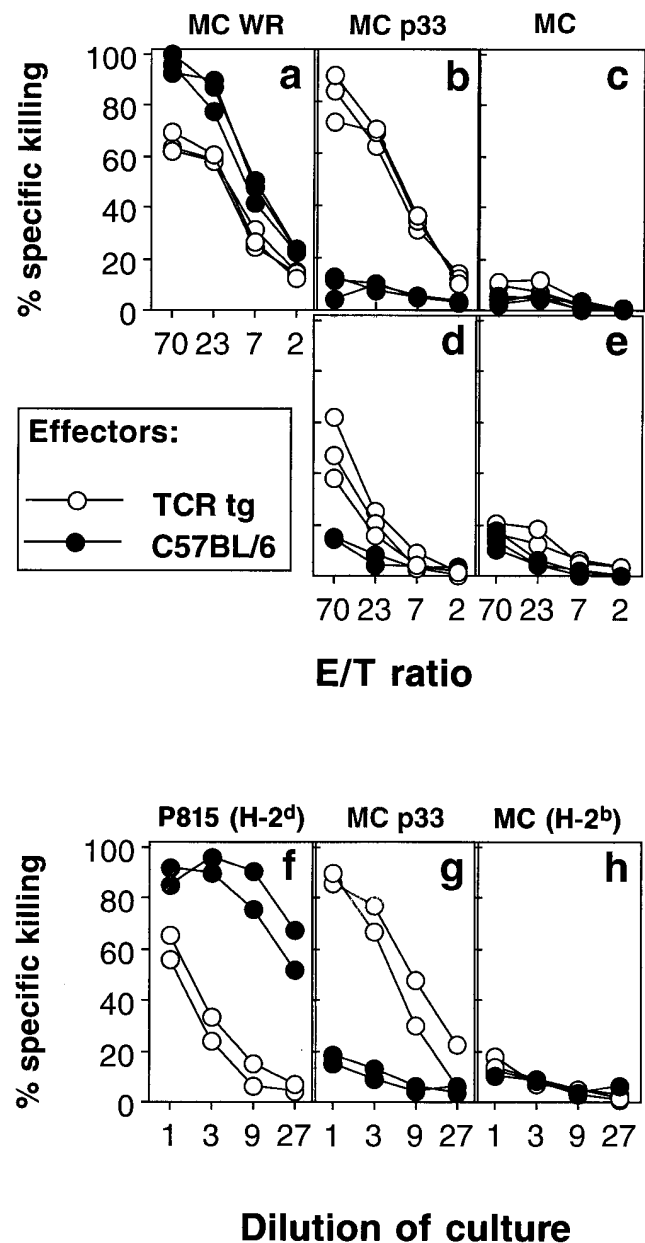 MC WR MC p33 MC
% specific killing
100
80
60
40
20
0
a b c
70 23 7 2
d e
Effectors:
TCR tg
C57BL/6
70 23 7 2 70 23 7 2
E/T ratio
P815 (H-2d) MC p33 MC (H-2b)
% specific killing
100
80
60
40
20
0
f g h
1 3 9 27 1 3 9 27 1 3 9 27
Dilution of culture